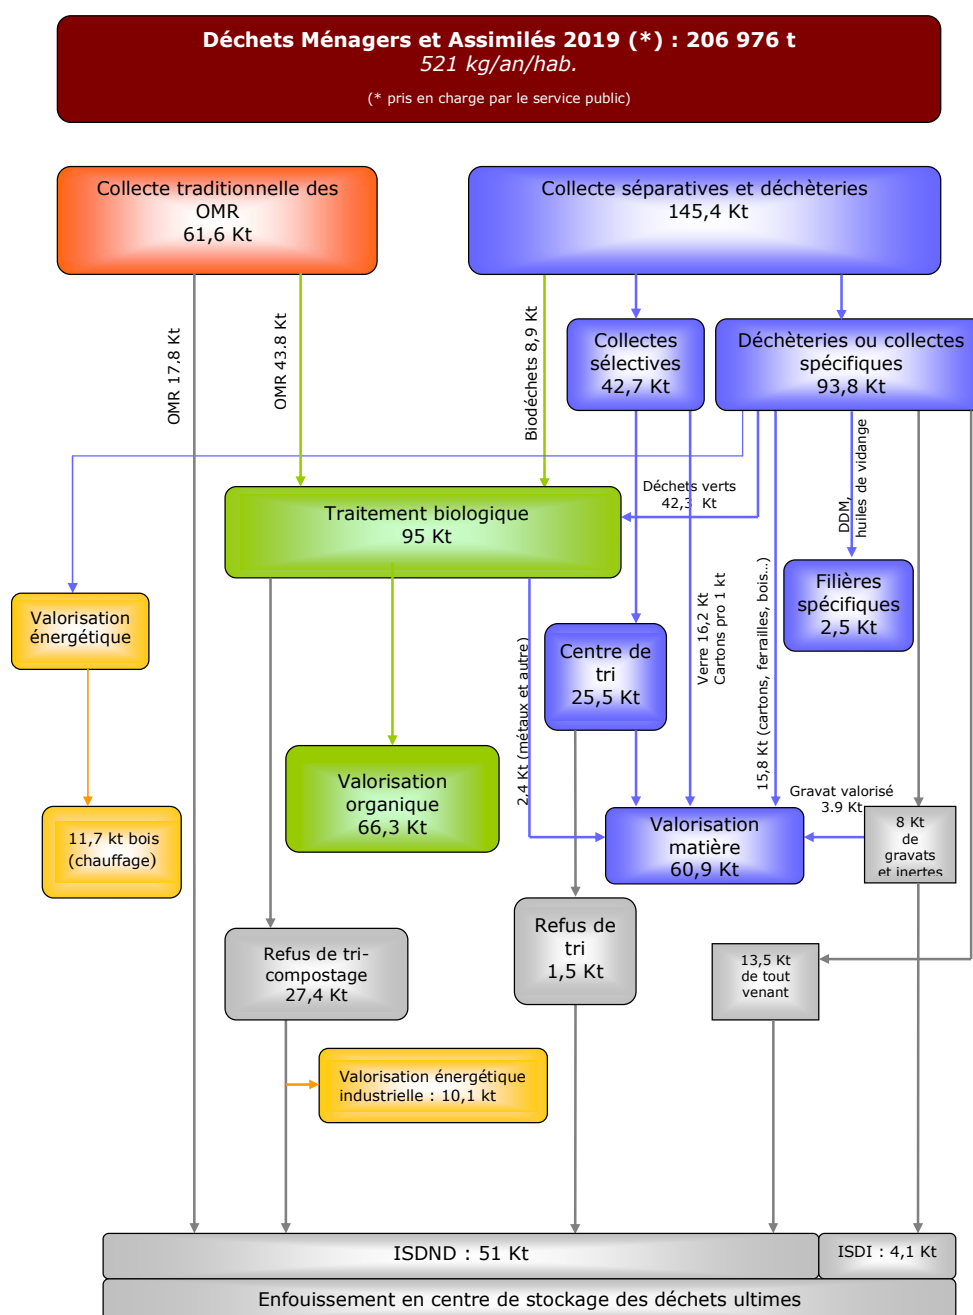 Déchets Ménagers et Assimilés 2019 (*) : 206 976 t
521 kg/an/hab.
(* pris en charge par le service public)
Collecte traditionnelle des
OMR
61,6 Kt
Collecte séparatives et déchèteries
145,4 Kt
OMR 17,8 Kt
OMR 43.8 Kt
Biodéchets 8,9 Kt
Collectes
sélectives
42,7 Kt
Déchèteries ou collectes
spécifiques
93,8 Kt
Déchets verts
42,3 Kt
DDM,
huiles de vidange
Traitement biologique
95 Kt
Filières
spécifiques
2,5 Kt
Valorisation
énergétique
Centre de
tri
25,5 Kt
Verre 16,2 Kt
Cartons pro 1 kt
15,8 Kt (cartons, ferrailles, bois…)
2,4 Kt (métaux et autre)
Valorisation
organique
66,3 Kt
Gravat valorisé
3.9 Kt
11,7 kt bois
(chauffage)
Valorisation
matière
60,9 Kt
8 Kt
de
gravats
et inertes
Refus de tri-
compostage
27,4 Kt
Refus de
tri
1,5 Kt
13,5 Kt
de tout
venant
Valorisation énergétique
industrielle : 10,1 kt
ISDND : 51 Kt
ISDI : 4,1 Kt
Enfouissement en centre de stockage des déchets ultimes